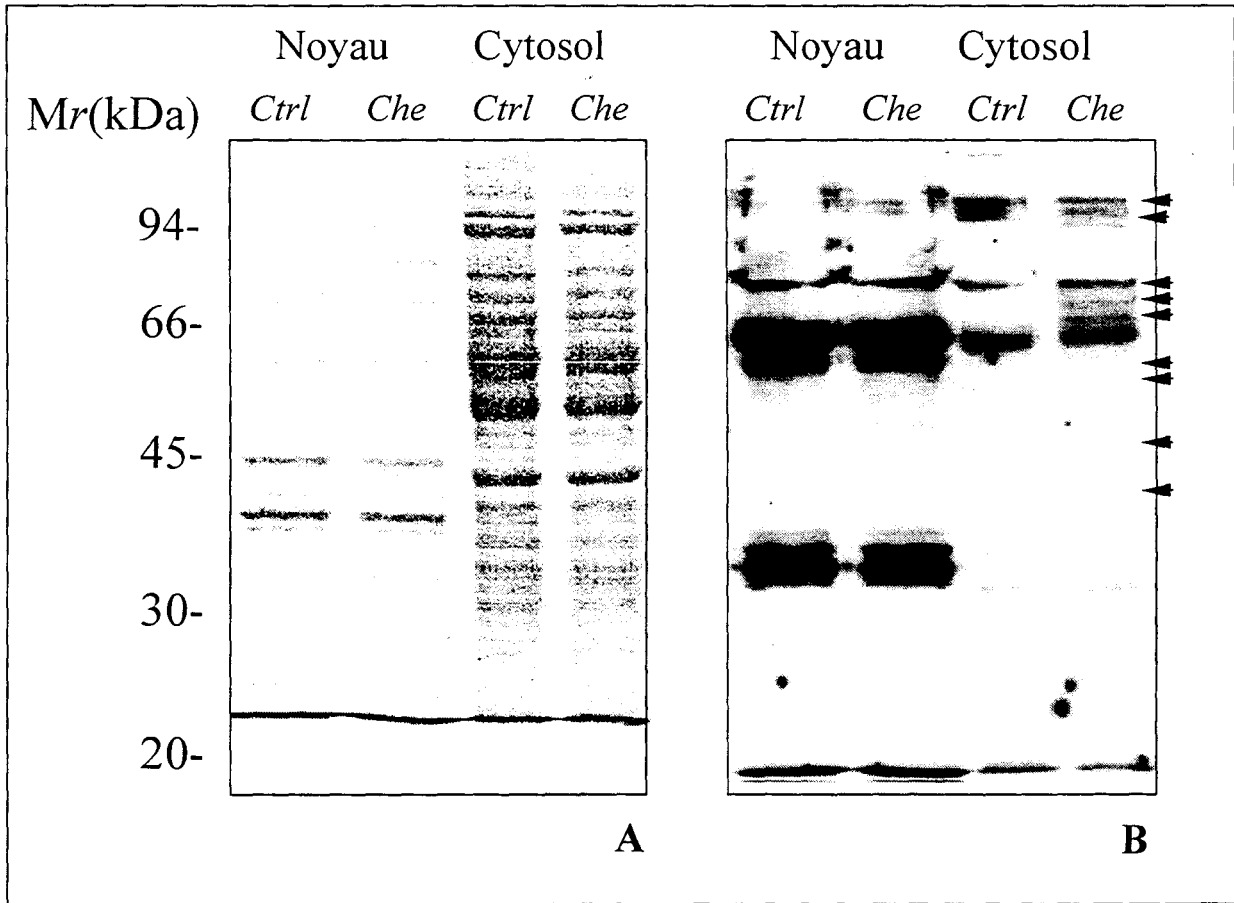 Noyau Cytosol Noyau Cytosol
Mr(kDa) Ctrl Che Ctrl Che Ctrl Che Ctrl Che
94-
66-
45-
30-
20-
A B